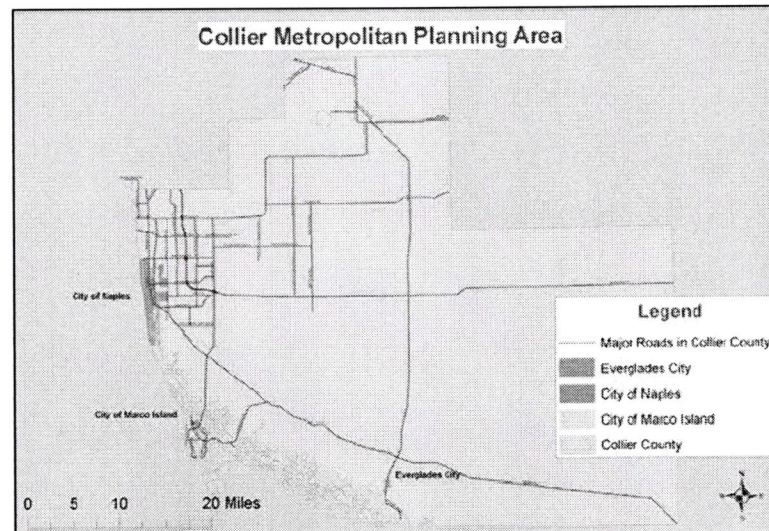 Collier Metropolitan Planning Area
City of Naples
City of Marco Island
Everglades City
Legend
Major Roads in Collier County
Everglades City
City of Naples
City of Marco Island
Collier County
0 5 10 20 Miles
N